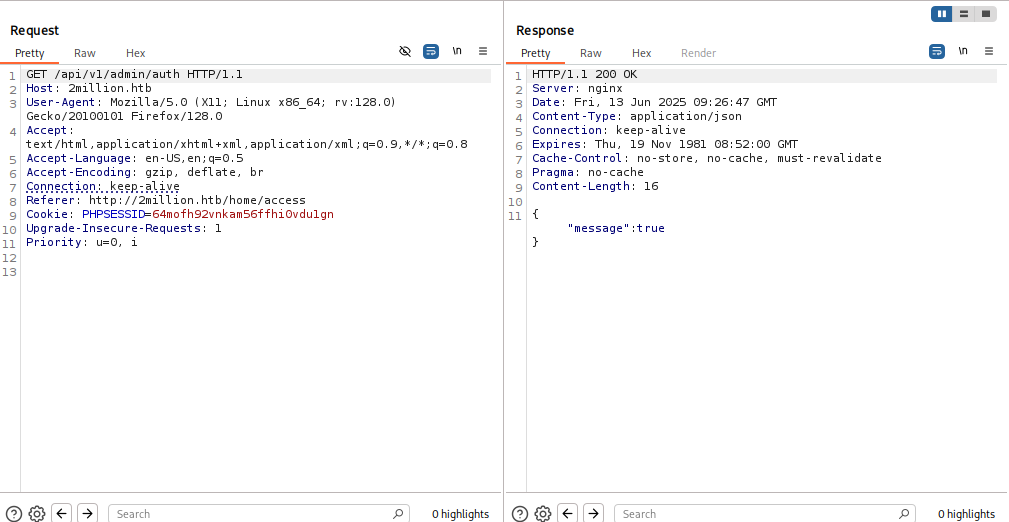 Request
Pretty Raw Hex
\n
1 GET /api/v1/admin/auth HTTP/1.1
2 Host: 2million.htb
3 User-Agent: Mozilla/5.0 (X11; Linux x86_64; rv:128.0)
Gecko/20100101 Firefox/128.0
4 Accept:
text/html,application/xhtml+xml,application/xml;q=0.9,*/*;q=0.8
5 Accept-Language: en-US,en;q=0.5
6 Accept-Encoding: gzip, deflate, br
7 Connection: keep-alive
8 Referer: http://2million.htb/home/access
9 Cookie: PHPSESSID=64mofh92vnkam56ffhi0vdu1gn
10 Upgrade-Insecure-Requests: 1
11 Priority: u=0, i
12
13
Search
0 highlights
Response
Pretty Raw Hex Render
\n
1 HTTP/1.1 200 OK
2 Server: nginx
3 Date: Fri, 13 Jun 2025 09:26:47 GMT
4 Content-Type: application/json
5 Connection: keep-alive
6 Expires: Thu, 19 Nov 1981 08:52:00 GMT
7 Cache-Control: no-store, no-cache, must-revalidate
8 Pragma: no-cache
9 Content-Length: 16
10
11 {
"message":true
}
Search
0 highlights